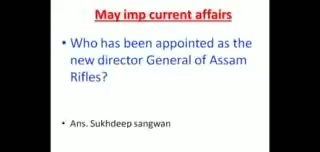 May imp current affairs
• Who has been appointed as the
new director General of Assam
Rifles?
• Ans. Sukhdeep sangwan